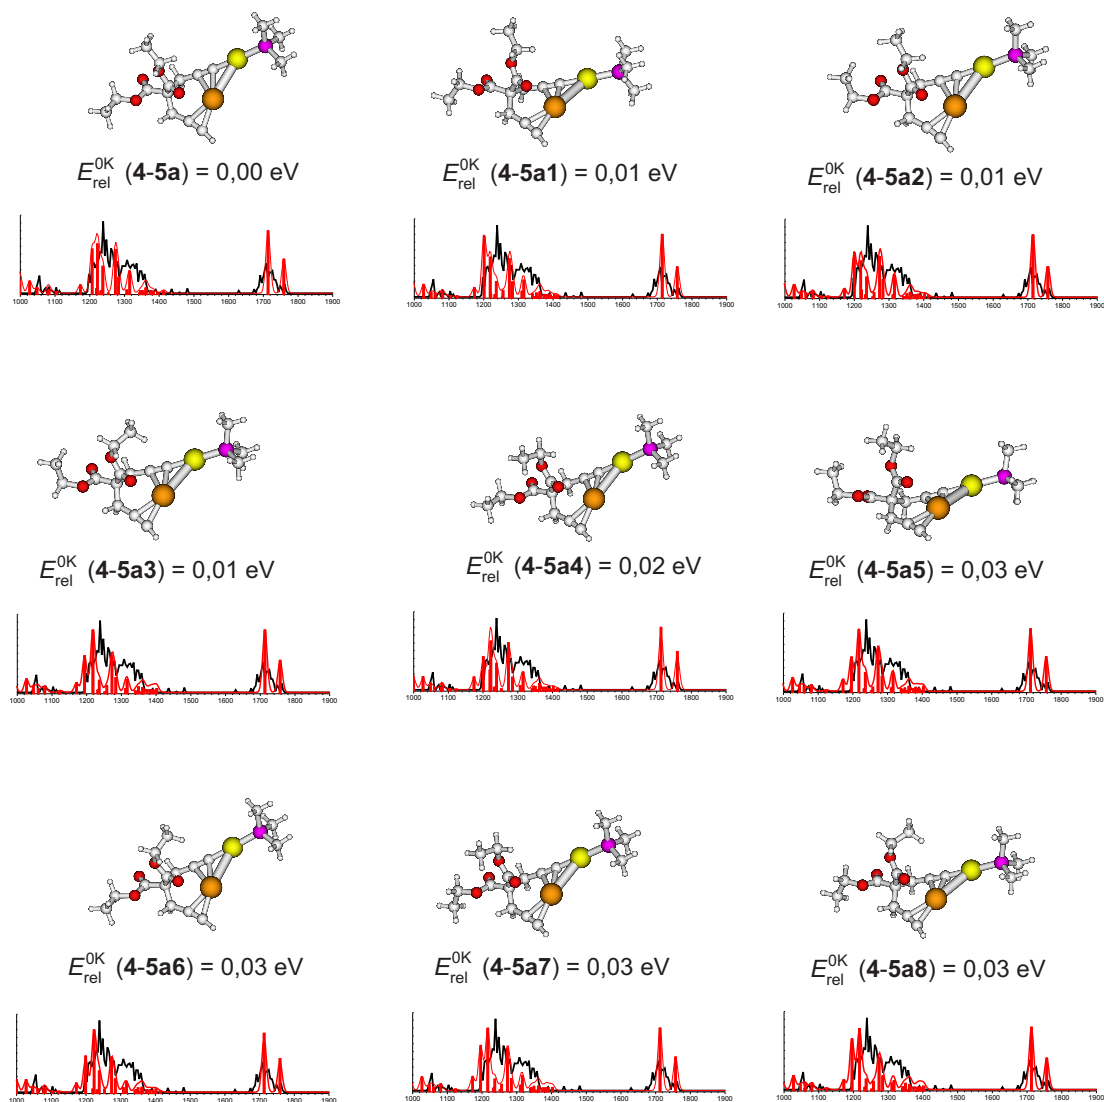 E_rel^0K (4-5a) = 0,00 eV
E_rel^0K (4-5a1) = 0,01 eV
E_rel^0K (4-5a2) = 0,01 eV
1000 1100 1200 1300 1400 1500 1600 1700 1800 1900
1000 1100 1200 1300 1400 1500 1600 1700 1800 1900
1000 1100 1200 1300 1400 1500 1600 1700 1800 1900
E_rel^0K (4-5a3) = 0,01 eV
E_rel^0K (4-5a4) = 0,02 eV
E_rel^0K (4-5a5) = 0,03 eV
1000 1100 1200 1300 1400 1500 1600 1700 1800 1900
1000 1100 1200 1300 1400 1500 1600 1700 1800 1900
1000 1100 1200 1300 1400 1500 1600 1700 1800 1900
E_rel^0K (4-5a6) = 0,03 eV
E_rel^0K (4-5a7) = 0,03 eV
E_rel^0K (4-5a8) = 0,03 eV
1000 1100 1200 1300 1400 1500 1600 1700 1800 1900
1000 1100 1200 1300 1400 1500 1600 1700 1800 1900
1000 1100 1200 1300 1400 1500 1600 1700 1800 1900